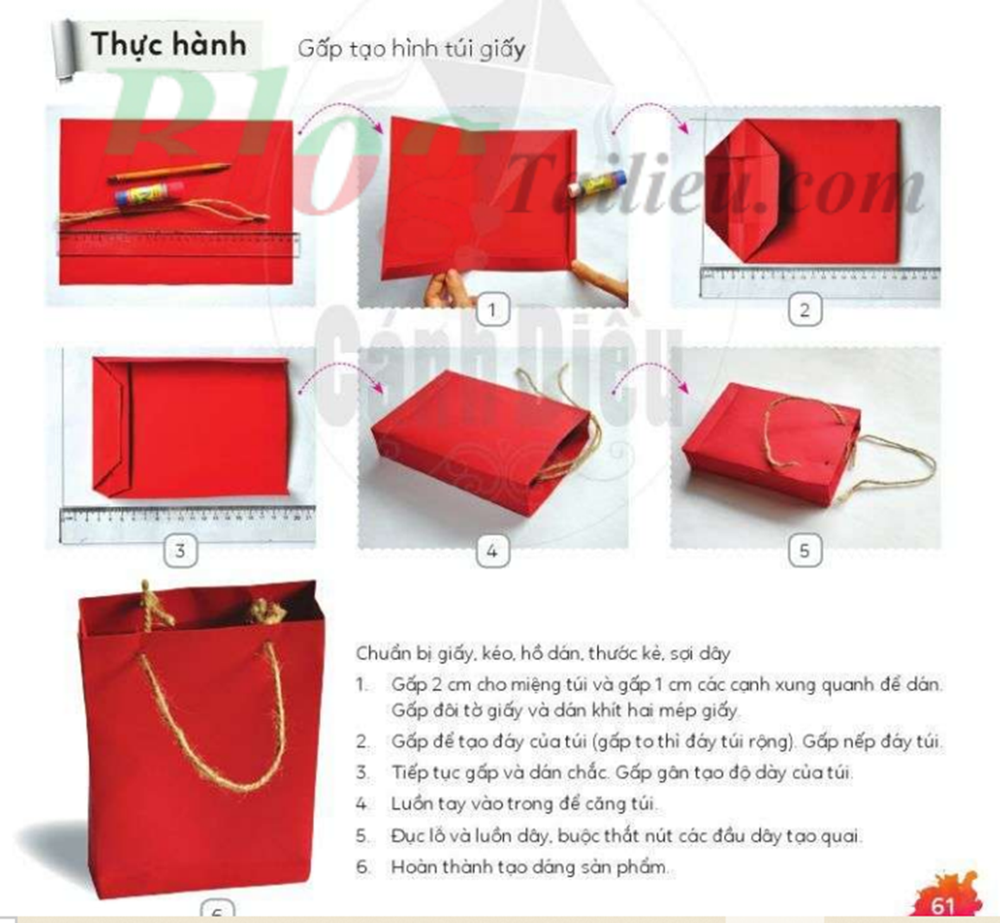 Thực hành
Gấp tạo hình túi giấy
Blog
Tailieu.com
Cánh Diều
1
2
3
4
5
Chuẩn bị giấy, kéo, hồ dán, thước kẻ, sợi dây
1. Gấp 2 cm cho miệng túi và gấp 1 cm các cạnh xung quanh để dán.
Gấp đôi tờ giấy và dán khít hai mép giấy.
2. Gấp để tạo đáy của túi (gấp to thì đáy túi rộng). Gấp nếp đáy túi.
3. Tiếp tục gấp và dán chắc. Gấp gân tạo độ dày của túi.
4. Luồn tay vào trong để căng túi.
5. Đục lỗ và luồn dây, buộc thắt nút các đầu dây tạo quai.
6. Hoàn thành tạo dáng sản phẩm.
6
61